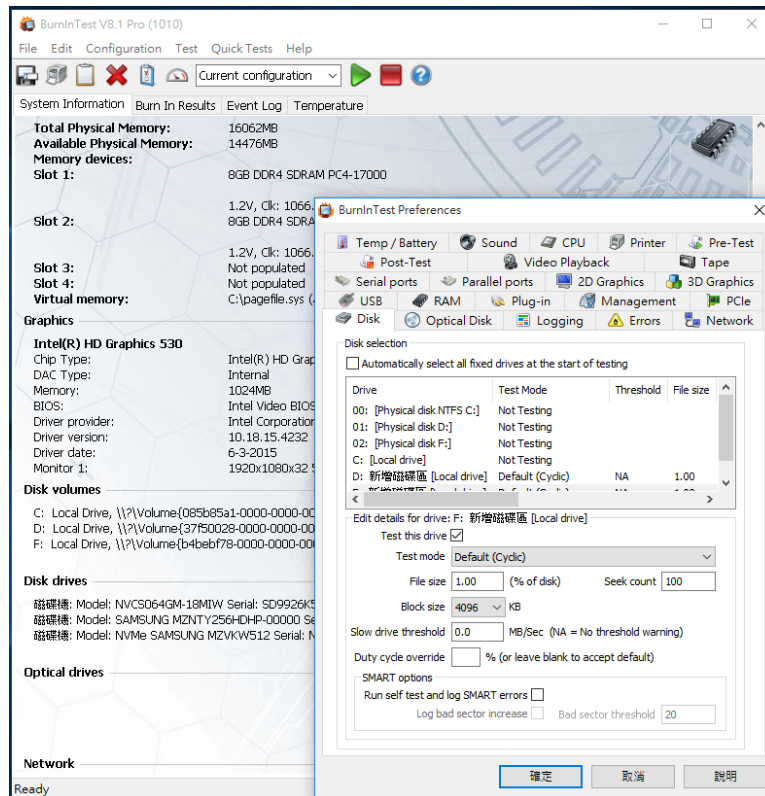 BurnInTest V8.1 Pro (1010)
File Edit Configuration Test Quick Tests Help
Current configuration
System Information Burn In Results Event Log Temperature
Total Physical Memory: 16062MB
Available Physical Memory: 14476MB
Memory devices:
Slot 1: 8GB DDR4 SDRAM PC4-17000
1.2V, Clk: 1066.
Slot 2: 8GB DDR4 SDRA
1.2V, Clk: 1066.
Slot 3: Not populated
Slot 4: Not populated
Virtual memory: C:\pagefile.sys (
Graphics
Intel(R) HD Graphics 530
Chip Type: Intel(R) HD Grap
DAC Type: Internal
Memory: 1024MB
BIOS: Intel Video BIOS
Driver provider: Intel Corporation
Driver version: 10.18.15.4232
Driver date: 6-3-2015
Monitor 1: 1920x1080x32
Disk volumes
C: Local Drive, \\?\Volume{085b85a1-0000-0000-00
D: Local Drive, \\?\Volume{37f50028-0000-0000-00
F: Local Drive, \\?\Volume{b4bebf78-0000-0000-00
Disk drives
磁碟機: Model: NVCS064GM-18MIW Serial: SD9926K5
磁碟機: Model: SAMSUNG MZNTY256HDHP-00000 Se
磁碟機: Model: NVMe SAMSUNG MZVKW512 Serial: N
Optical drives
Network
Ready
BurnInTest Preferences
Temp / Battery Sound CPU Printer Pre-Test
Post-Test Video Playback Tape
Serial ports Parallel ports 2D Graphics 3D Graphics
USB RAM Plug-in Management PCIe
Disk Optical Disk Logging Errors Network
Disk selection
Automatically select all fixed drives at the start of testing
Drive Test Mode Threshold File size
00: [Physical disk NTFS C:] Not Testing
01: [Physical disk D:] Not Testing
02: [Physical disk F:] Not Testing
C: [Local drive] Not Testing
D: 新增磁碟區 [Local drive] Default (Cyclic) NA 1.00
Edit details for drive: F: 新增磁碟區 [Local drive]
Test this drive
Test mode Default (Cyclic)
File size 1.00 (% of disk) Seek count 100
Block size 4096 KB
Slow drive threshold 0.0 MB/Sec (NA = No threshold warning)
Duty cycle override % (or leave blank to accept default)
SMART options
Run self test and log SMART errors
Log bad sector increase Bad sector threshold 20
確定 取消 說明